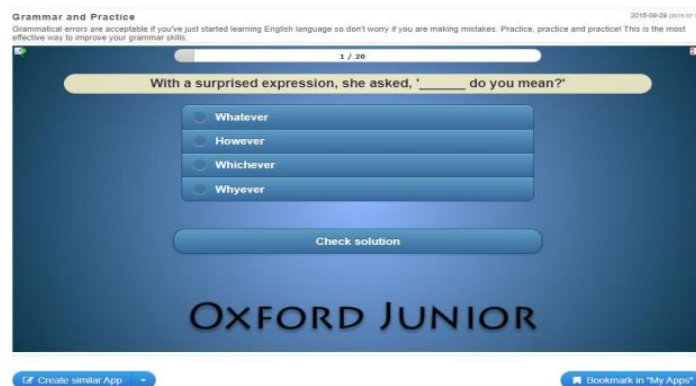 Grammar and Practice
2015-09-29
Grammatical errors are acceptable if you've just started learning English language so don't worry if you are making mistakes. Practice, practice and practice! This is the most
effective way to improve your grammar skills.
1 / 20
With a surprised expression, she asked, '______ do you mean?'
Whatever
However
Whichever
Whyever
Check solution
OXFORD JUNIOR
Create similar App
Bookmark in "My Apps"